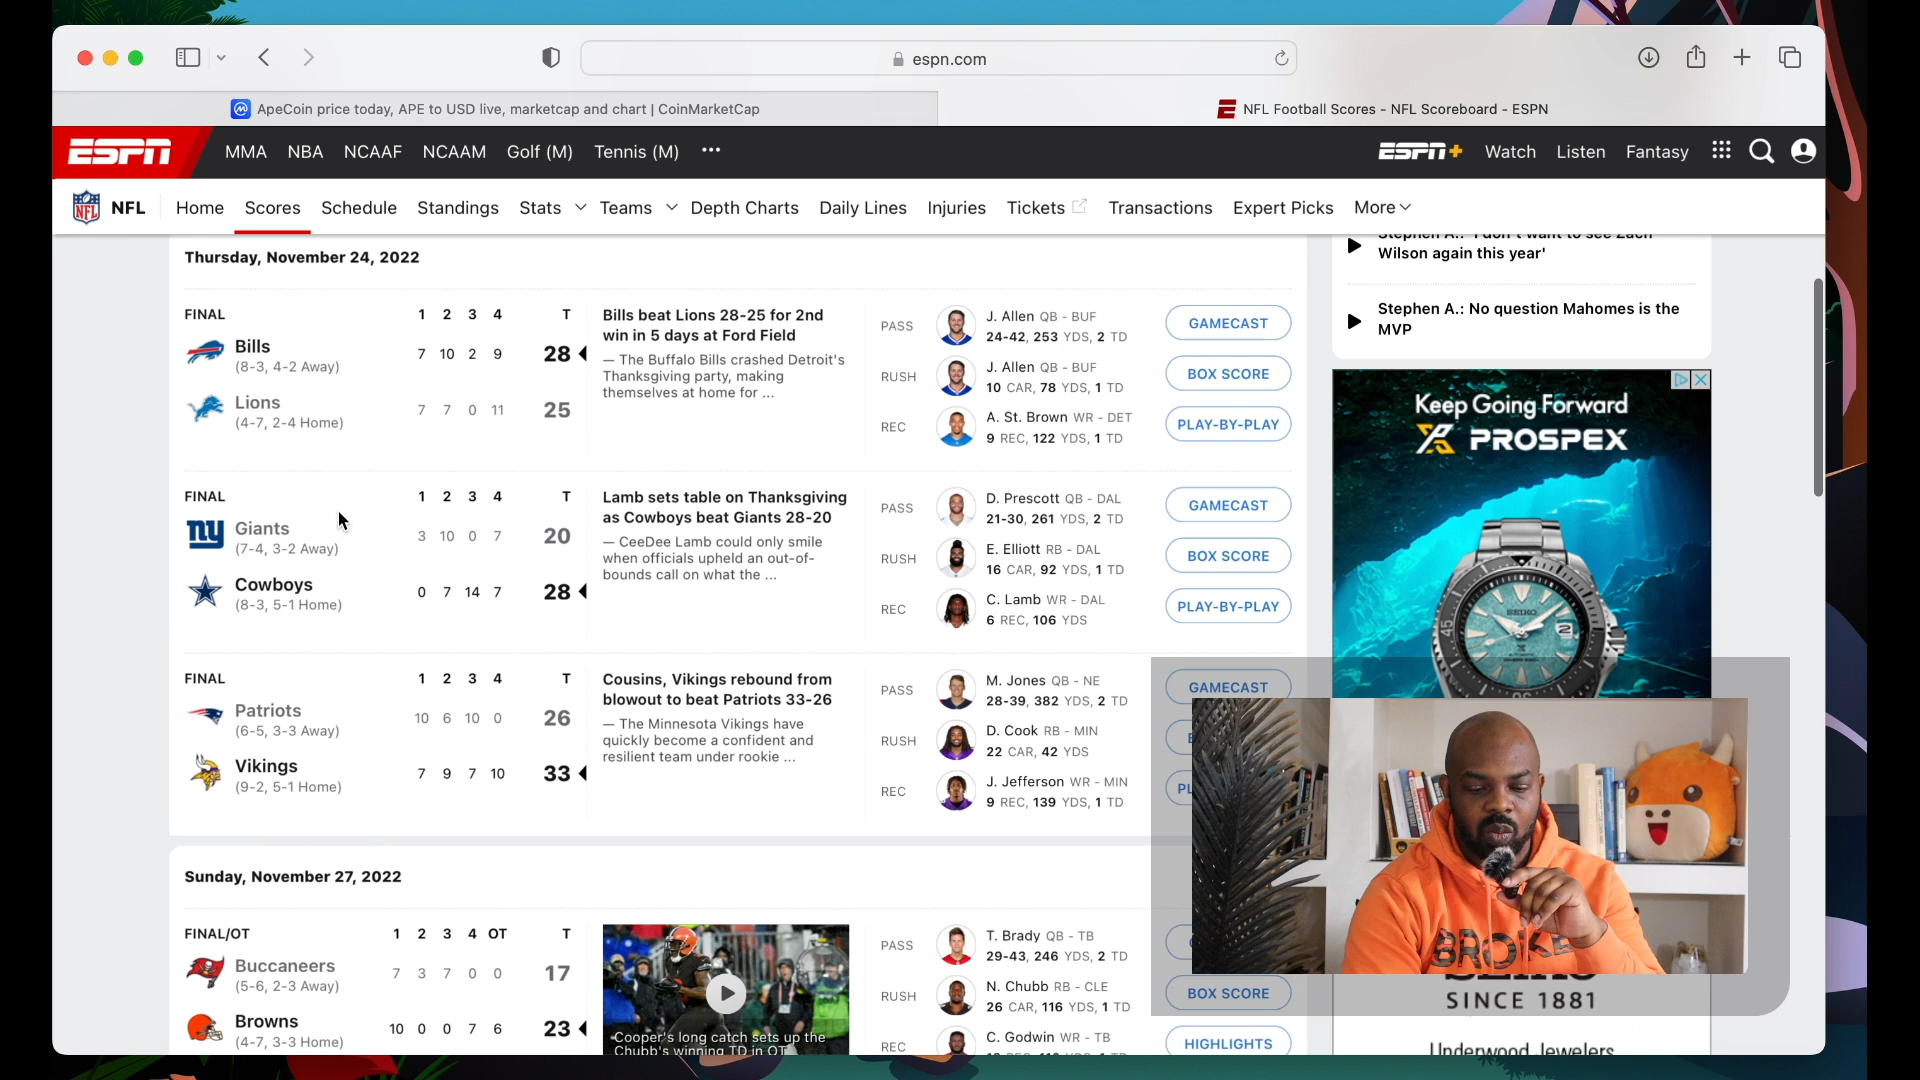 espn.com
ApeCoin price today, APE to USD live, marketcap and chart | CoinMarketCap
NFL Football Scores - NFL Scoreboard - ESPN
ESPN MMA NBA NCAAF NCAAM Golf (M) Tennis (M) ••• ESPN+ Watch Listen Fantasy
NFL NFL Home Scores Schedule Standings Stats Teams Depth Charts Daily Lines Injuries Tickets Transactions Expert Picks More
Thursday, November 24, 2022
FINAL 1 2 3 4 T
Bills 7 10 2 9 28
(8-3, 4-2 Away)
Lions 7 7 0 11 25
(4-7, 2-4 Home)
Bills beat Lions 28-25 for 2nd
win in 5 days at Ford Field
— The Buffalo Bills crashed Detroit's
Thanksgiving party, making
themselves at home for ...
PASS J. Allen QB - BUF
24-42, 253 YDS, 2 TD
RUSH J. Allen QB - BUF
10 CAR, 78 YDS, 1 TD
REC A. St. Brown WR - DET
9 REC, 122 YDS, 1 TD
GAMECAST
BOX SCORE
PLAY-BY-PLAY
FINAL 1 2 3 4 T
NY Giants 3 10 0 7 20
(7-4, 3-2 Away)
Cowboys 0 7 14 7 28
(8-3, 5-1 Home)
Lamb sets table on Thanksgiving
as Cowboys beat Giants 28-20
— CeeDee Lamb could only smile
when officials upheld an out-of-
bounds call on what the ...
PASS D. Prescott QB - DAL
21-30, 261 YDS, 2 TD
RUSH E. Elliott RB - DAL
16 CAR, 92 YDS, 1 TD
REC C. Lamb WR - DAL
6 REC, 106 YDS
GAMECAST
BOX SCORE
PLAY-BY-PLAY
FINAL 1 2 3 4 T
Patriots 10 6 10 0 26
(6-5, 3-3 Away)
Vikings 7 9 7 10 33
(9-2, 5-1 Home)
Cousins, Vikings rebound from
blowout to beat Patriots 33-26
— The Minnesota Vikings have
quickly become a confident and
resilient team under rookie ...
PASS M. Jones QB - NE
28-39, 382 YDS, 2 TD
RUSH D. Cook RB - MIN
22 CAR, 42 YDS
REC J. Jefferson WR - MIN
9 REC, 139 YDS, 1 TD
GAMECAST
Sunday, November 27, 2022
FINAL/OT 1 2 3 4 OT T
Buccaneers 7 3 7 0 0 17
(5-6, 2-3 Away)
Browns 10 0 0 7 6 23
(4-7, 3-3 Home)
Cooper's long catch sets up the
Chubb's winning TD in OT
PASS T. Brady QB - TB
29-43, 246 YDS, 2 TD
RUSH N. Chubb RB - CLE
26 CAR, 116 YDS, 1 TD
REC C. Godwin WR - TB
BOX SCORE
HIGHLIGHTS
Stephen A.: 'I don't want to see Zach
Wilson again this year'
Stephen A.: No question Mahomes is the
MVP
Keep Going Forward
PROSPEX
SEIKO
45
2
BROKE
SEIKO
SINCE 1881
Underwood Jewelers